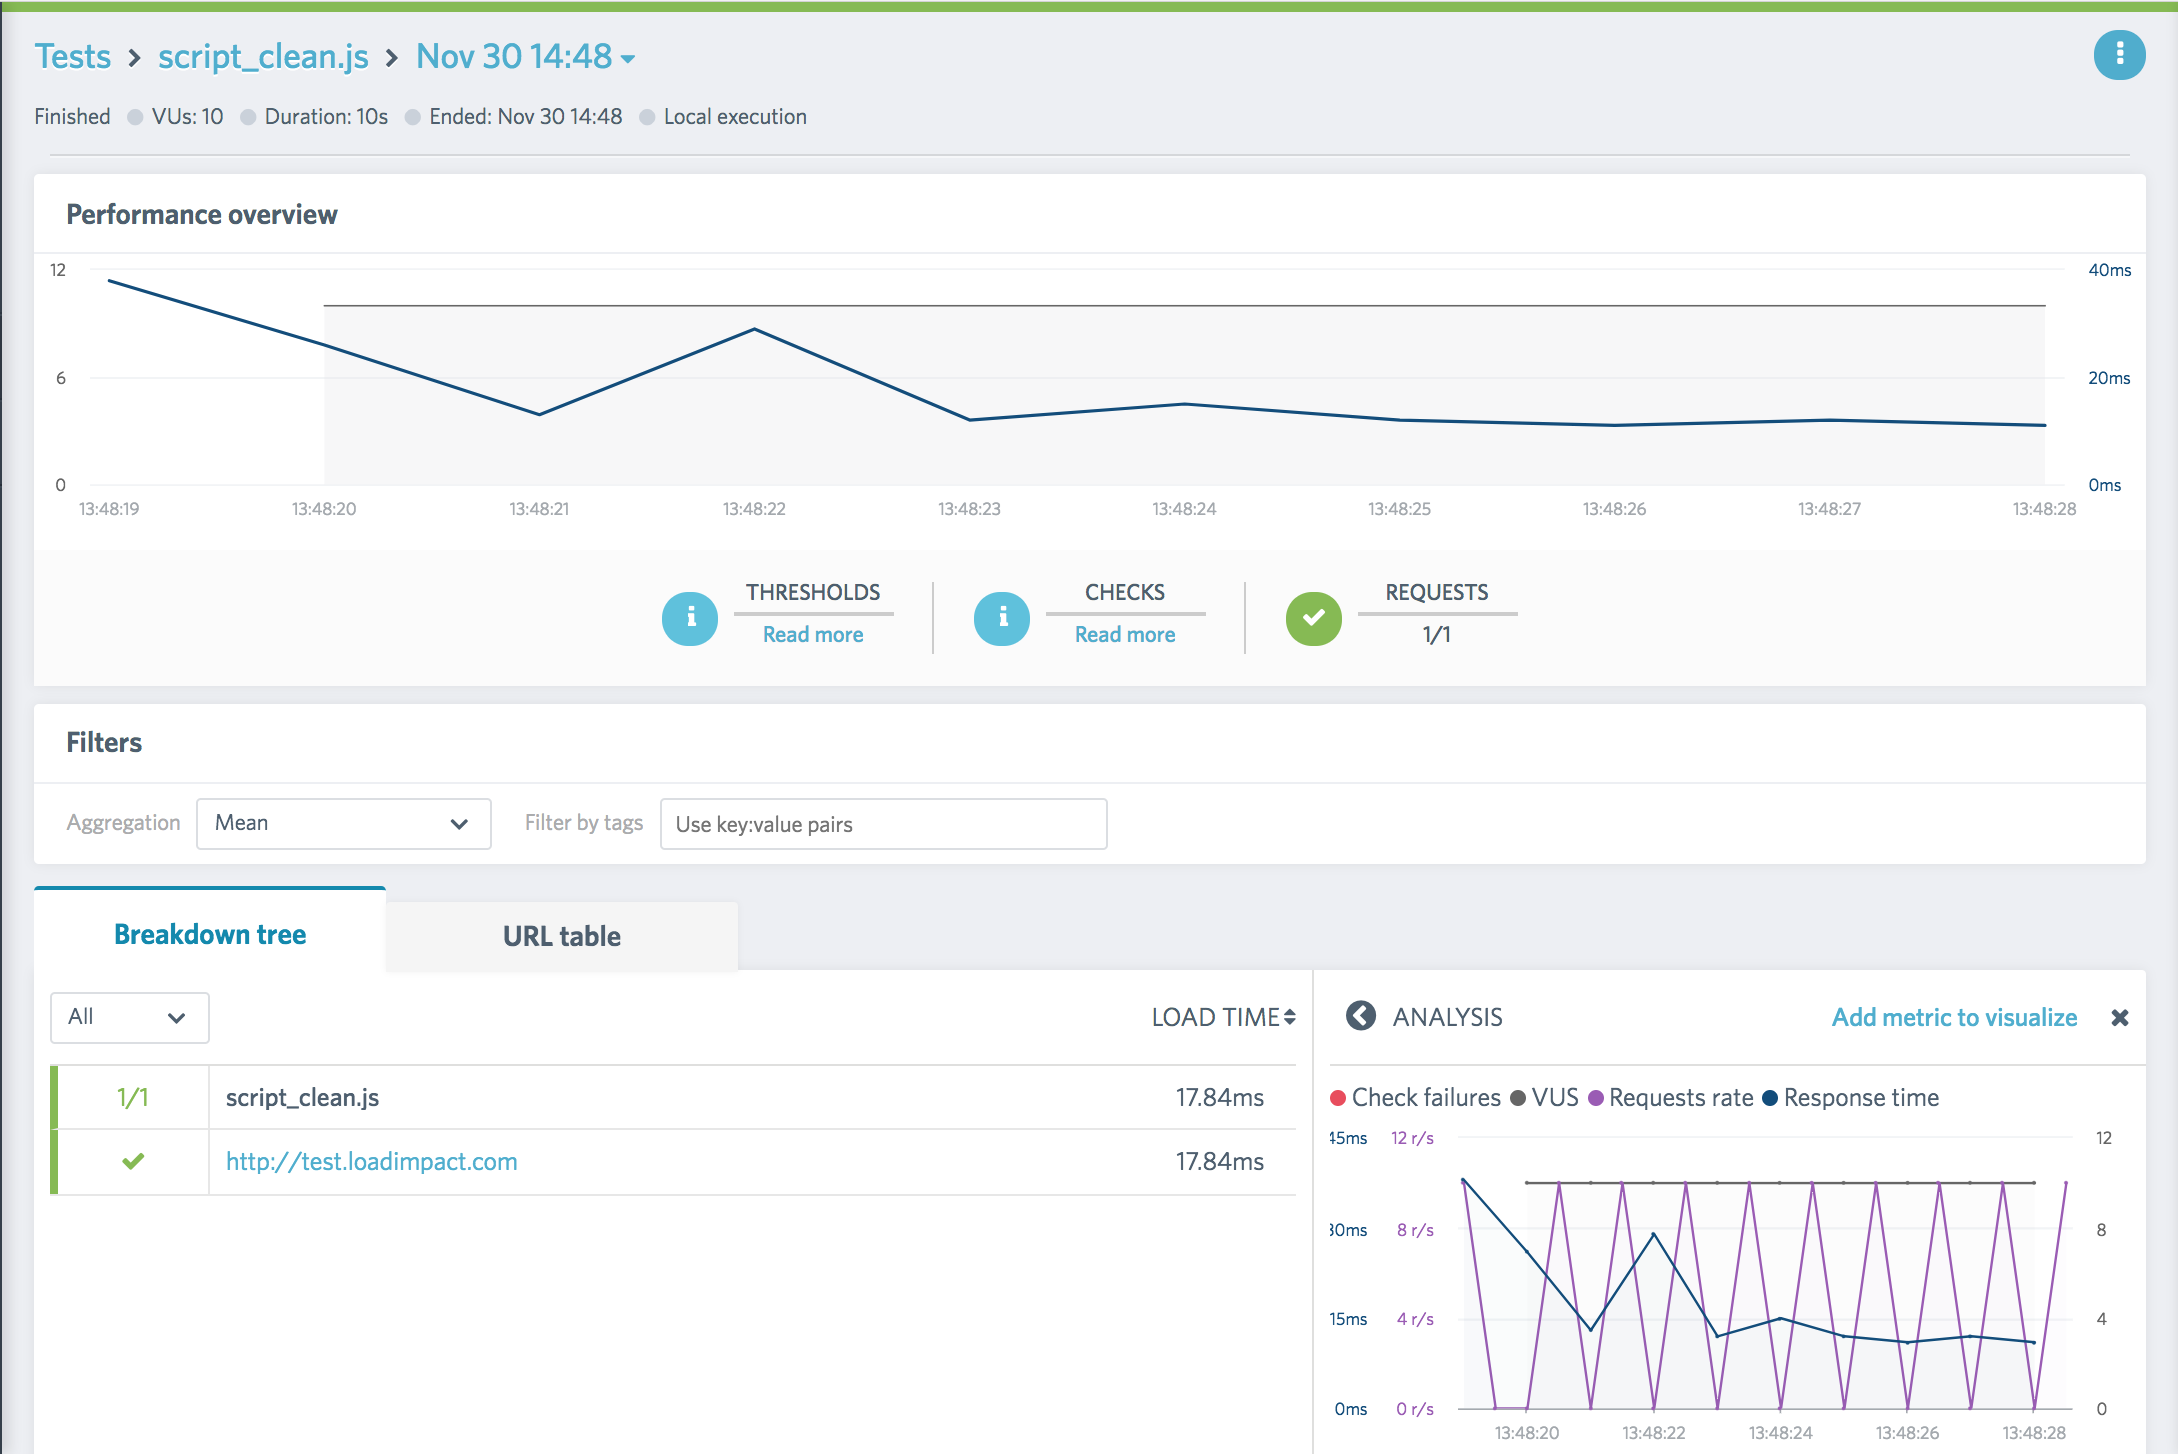 Tests > script_clean.js > Nov 30 14:48
Finished VUs: 10 Duration: 10s Ended: Nov 30 14:48 Local execution
Performance overview
12 40ms
6 20ms
0 0ms
13:48:19 13:48:20 13:48:21 13:48:22 13:48:23 13:48:24 13:48:25 13:48:26 13:48:27 13:48:28
THRESHOLDS CHECKS REQUESTS
Read more Read more 1/1
Filters
Aggregation Mean Filter by tags Use key:value pairs
Breakdown tree URL table
All LOAD TIME
1/1 script_clean.js 17.84ms
http://test.loadimpact.com 17.84ms
ANALYSIS Add metric to visualize
Check failures VUS Requests rate Response time
45ms 12 r/s 12
30ms 8 r/s 8
15ms 4 r/s 4
0ms 0 r/s 0
13:48:20 13:48:22 13:48:24 13:48:26 13:48:28